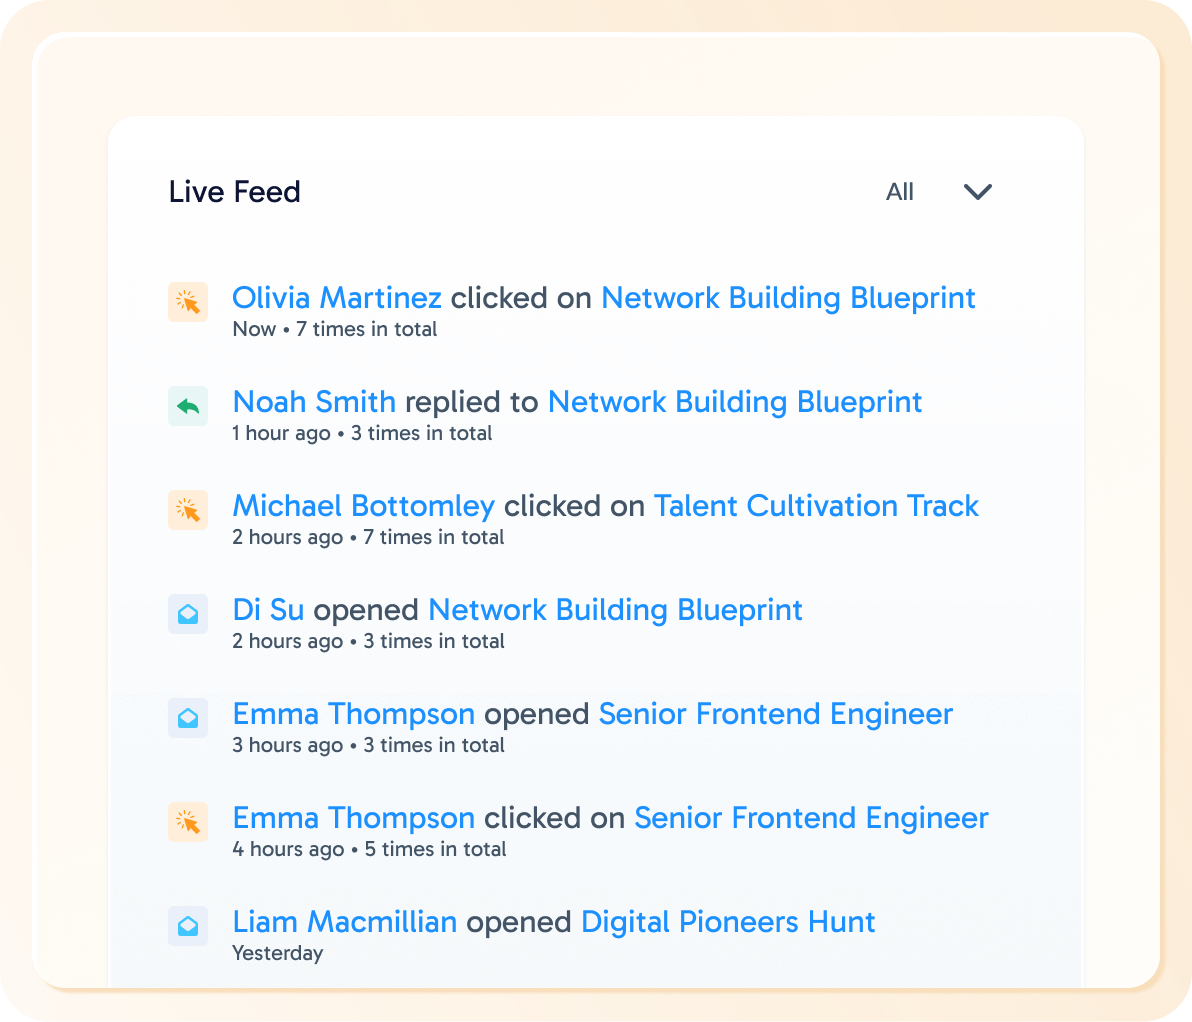 Live Feed
All
Olivia Martinez clicked on Network Building Blueprint
Now • 7 times in total
Noah Smith replied to Network Building Blueprint
1 hour ago • 3 times in total
Michael Bottomley clicked on Talent Cultivation Track
2 hours ago • 7 times in total
Di Su opened Network Building Blueprint
2 hours ago • 3 times in total
Emma Thompson opened Senior Frontend Engineer
3 hours ago • 3 times in total
Emma Thompson clicked on Senior Frontend Engineer
4 hours ago • 5 times in total
Liam Macmillian opened Digital Pioneers Hunt
Yesterday